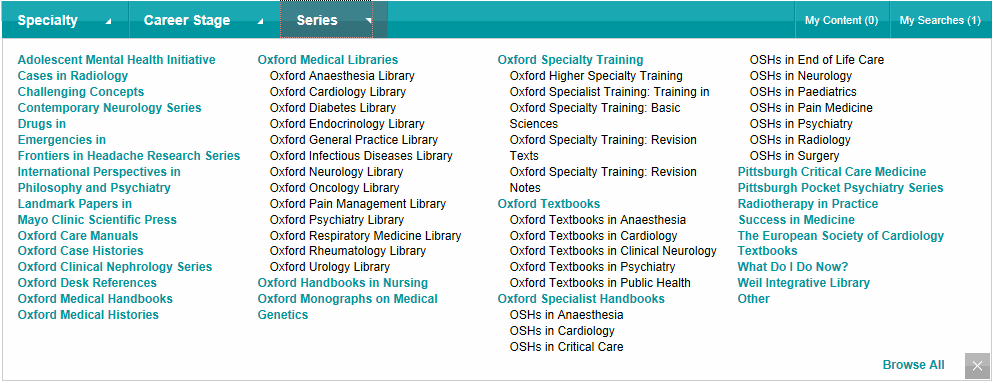 Specialty
Career Stage
Series
My Content (0)
My Searches (1)
Adolescent Mental Health Initiative
Cases in Radiology
Challenging Concepts
Contemporary Neurology Series
Drugs in
Emergencies in
Frontiers in Headache Research Series
International Perspectives in
Philosophy and Psychiatry
Landmark Papers in
Mayo Clinic Scientific Press
Oxford Care Manuals
Oxford Case Histories
Oxford Clinical Nephrology Series
Oxford Desk References
Oxford Medical Handbooks
Oxford Medical Histories
Oxford Medical Libraries
Oxford Anaesthesia Library
Oxford Cardiology Library
Oxford Diabetes Library
Oxford Endocrinology Library
Oxford General Practice Library
Oxford Infectious Diseases Library
Oxford Neurology Library
Oxford Oncology Library
Oxford Pain Management Library
Oxford Psychiatry Library
Oxford Respiratory Medicine Library
Oxford Rheumatology Library
Oxford Urology Library
Oxford Handbooks in Nursing
Oxford Monographs on Medical
Genetics
Oxford Specialty Training
Oxford Higher Specialty Training
Oxford Specialist Training: Training in
Oxford Specialty Training: Basic
Sciences
Oxford Specialty Training: Revision
Texts
Oxford Specialty Training: Revision
Notes
Oxford Textbooks
Oxford Textbooks in Anaesthesia
Oxford Textbooks in Cardiology
Oxford Textbooks in Clinical Neurology
Oxford Textbooks in Psychiatry
Oxford Textbooks in Public Health
Oxford Specialist Handbooks
OSHs in Anaesthesia
OSHs in Cardiology
OSHs in Critical Care
OSHs in End of Life Care
OSHs in Neurology
OSHs in Paediatrics
OSHs in Pain Medicine
OSHs in Psychiatry
OSHs in Radiology
OSHs in Surgery
Pittsburgh Critical Care Medicine
Pittsburgh Pocket Psychiatry Series
Radiotherapy in Practice
Success in Medicine
The European Society of Cardiology
Textbooks
What Do I Do Now?
Weil Integrative Library
Other
Browse All